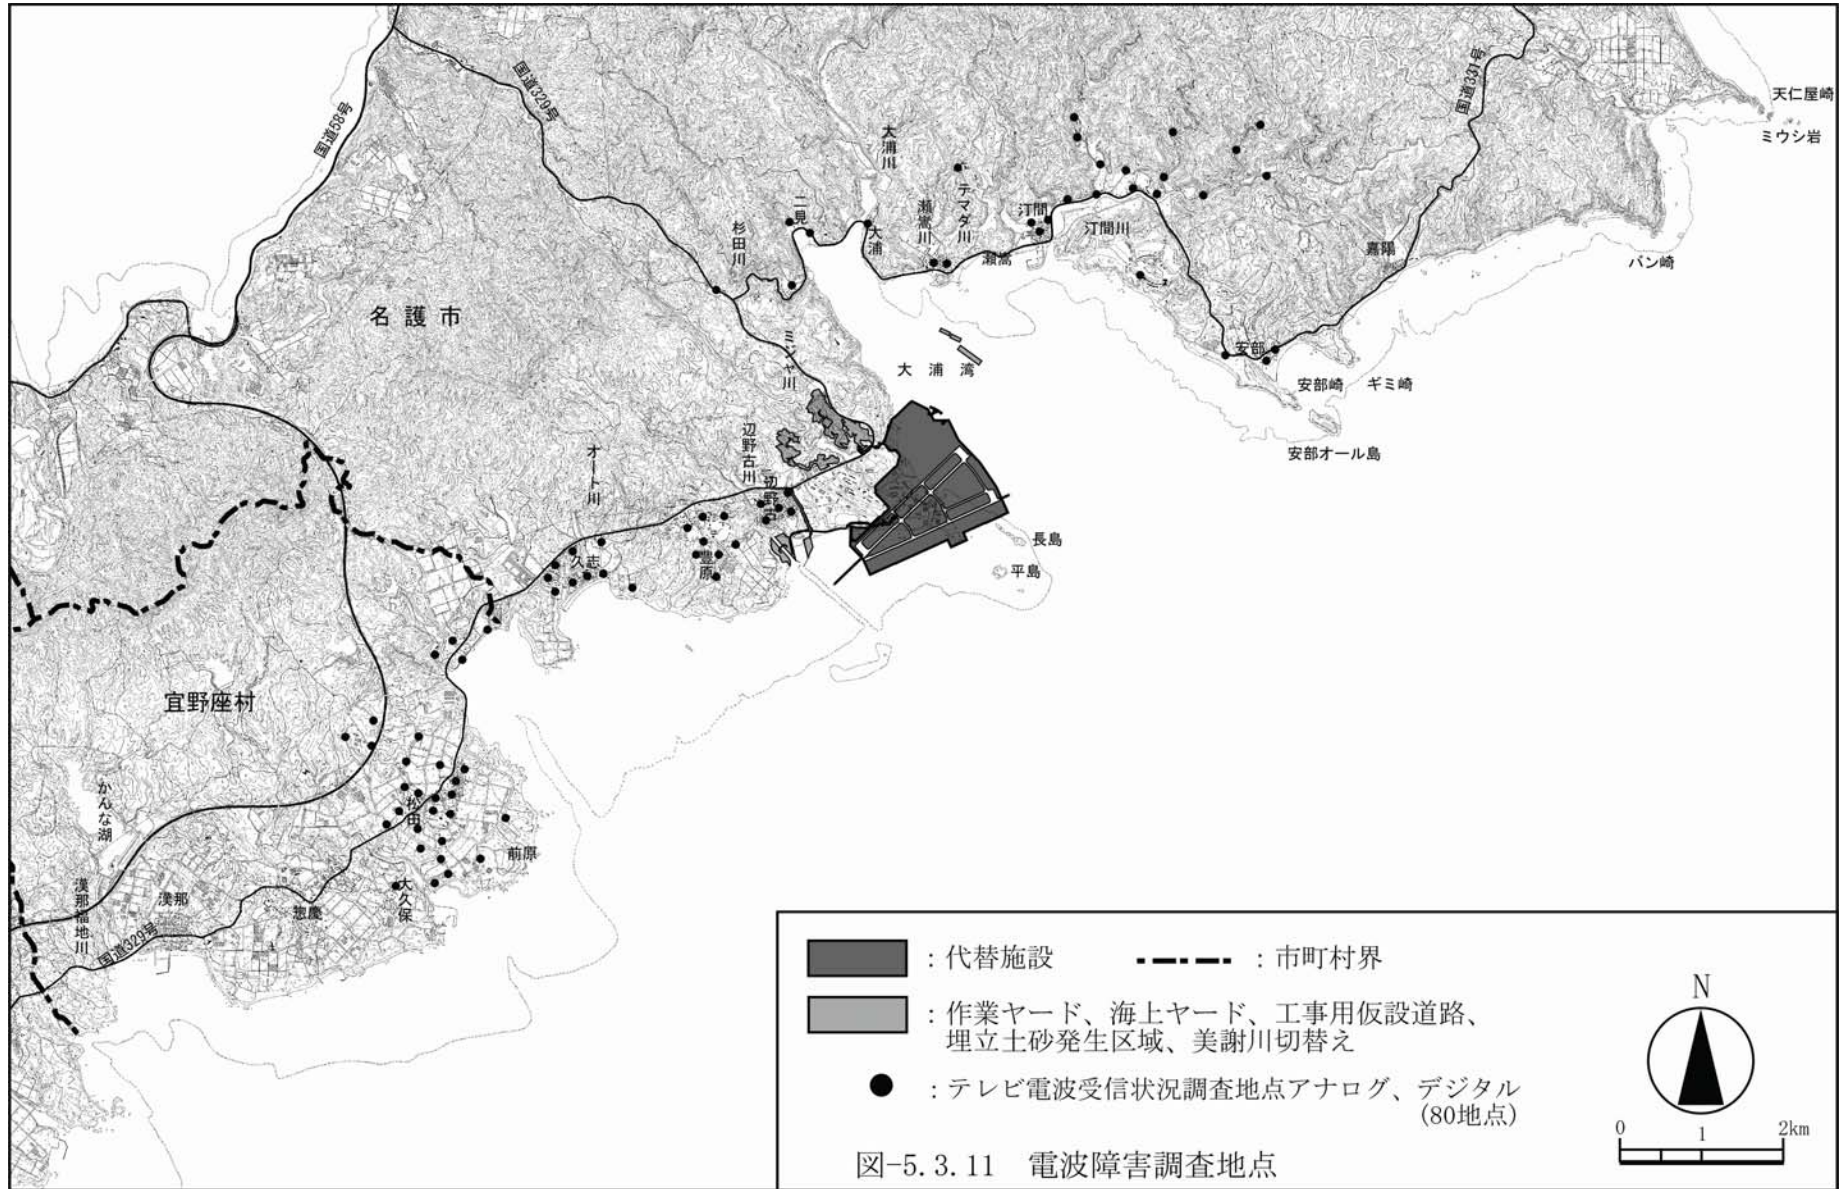 国道58号
国道329号
国道331号
天仁屋崎
ミウシ岩
バン崎
大浦川
テマダ川
瀬嵩川
汀間
汀間川
二見
大浦
瀬嵩
嘉陽
杉田川
名護市
ミジャ川
大浦湾
安部
安部崎
ギミ崎
安部オール島
辺野古川
辺野古
オート川
久志
豊原
長島
平島
宜野座村
かんな湖
松田
前原
漢那福地川
漢那
惣慶
大久保
国道329号
：代替施設
：市町村界
：作業ヤード、海上ヤード、工事用仮設道路、
埋立土砂発生区域、美謝川切替え
：テレビ電波受信状況調査地点アナログ、デジタル
(80地点)
図-5.3.11 電波障害調査地点
N
0 1 2km